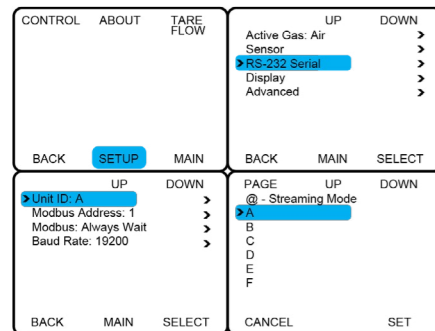 CONTROL ABOUT TARE
FLOW
BACK SETUP MAIN
UP DOWN
Active Gas: Air >
Sensor >
>RS-232 Serial >
Display >
Advanced >
BACK MAIN SELECT
UP DOWN
>Unit ID: A >
Modbus Address: 1 >
Modbus: Always Wait >
Baud Rate: 19200 >
BACK MAIN SELECT
PAGE UP DOWN
@ - Streaming Mode
>A
B
C
D
E
F
CANCEL SET